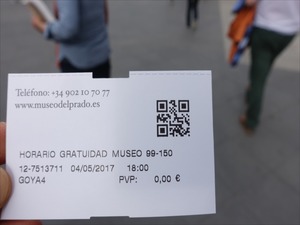 Teléfono: +34 902 10 70 77
www.museodelprado.es
HORARIO GRATUIDAD MUSEO 99-150
12-7513711 04/05/2017 18:00
GOYA4 PVP: 0,00 €